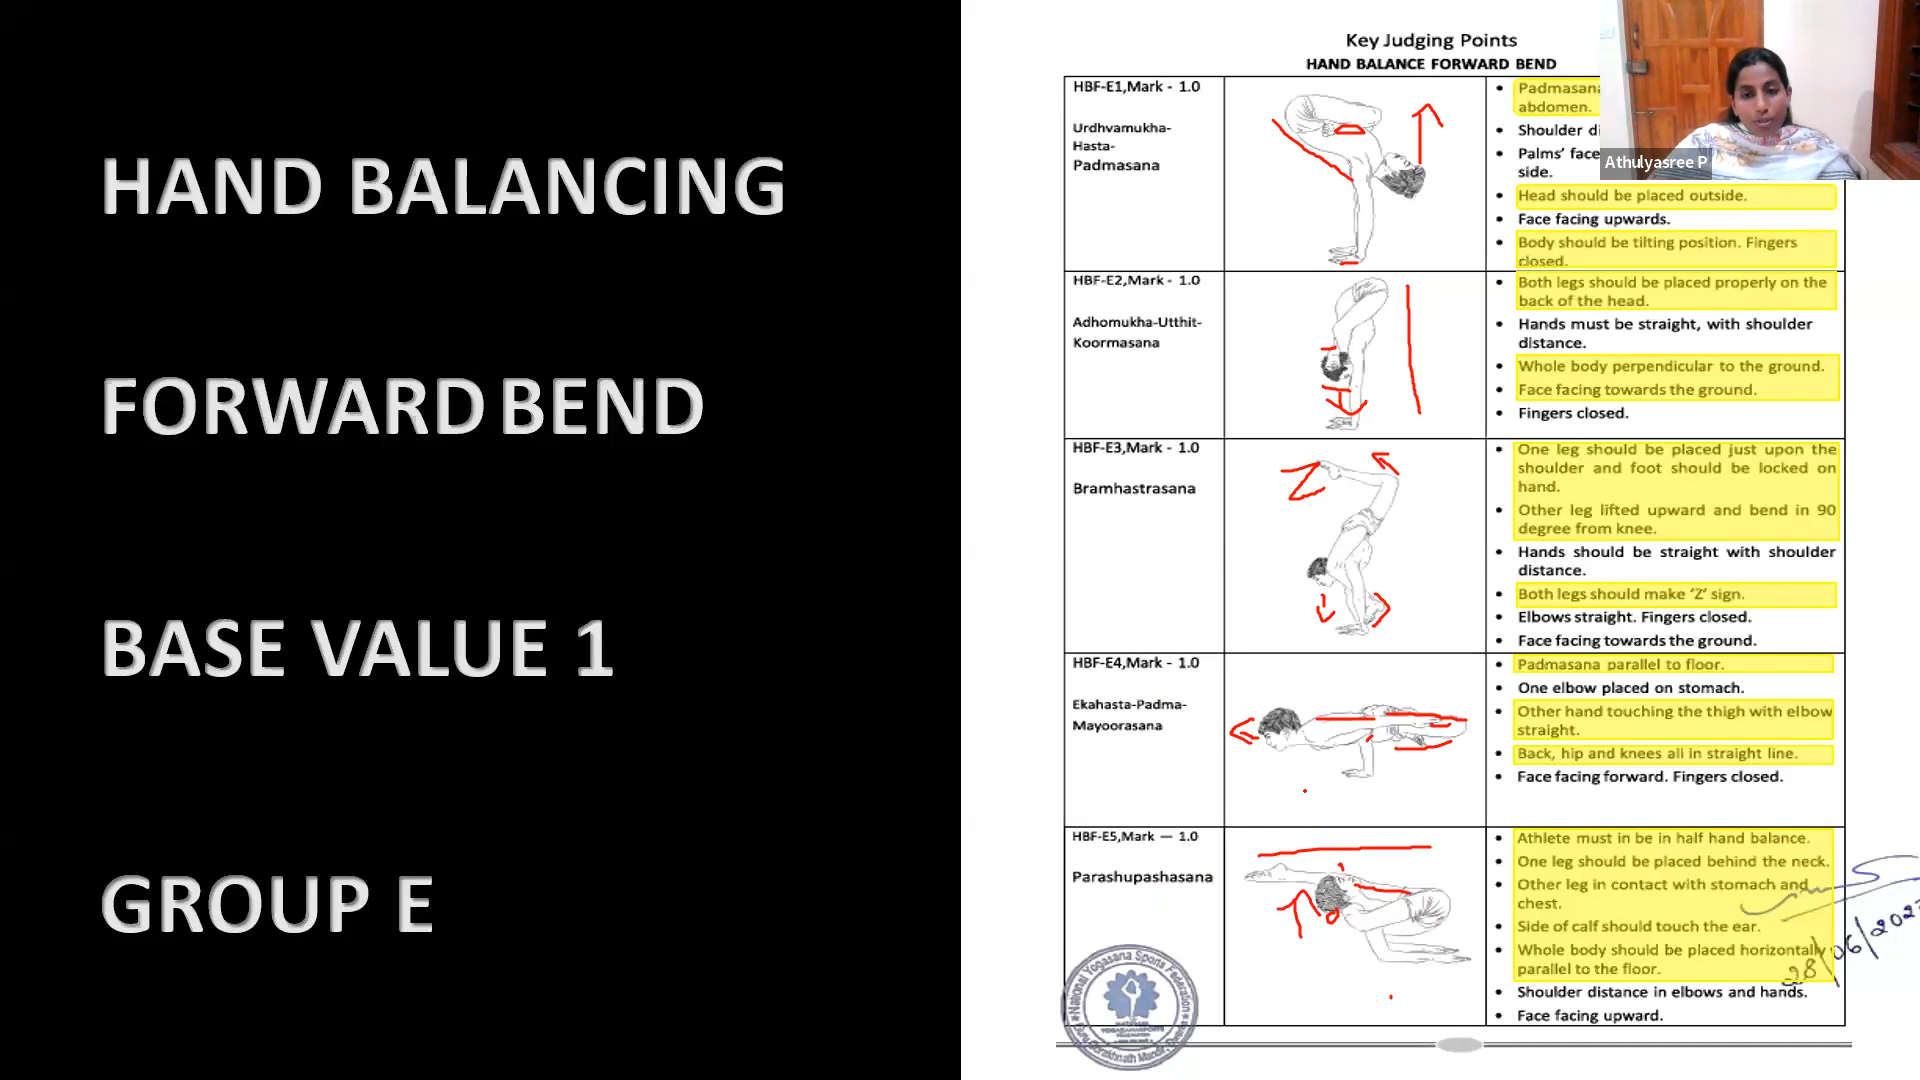 HAND BALANCING
FORWARD BEND
BASE VALUE 1
GROUP E
Key Judging Points
HAND BALANCE FORWARD BEND
HBF-E1,Mark - 1.0
Urdhvamukha-
Hasta-
Padmasana
• Padmasana
abdomen.
• Shoulder di
• Palms' face
side.
• Head should be placed outside.
• Face facing upwards.
• Body should be tilting position. Fingers
closed.
HBF-E2,Mark - 1.0
Adhomukha-Utthit-
Koormasana
• Both legs should be placed properly on the
back of the head.
• Hands must be straight, with shoulder
distance.
• Whole body perpendicular to the ground.
• Face facing towards the ground.
• Fingers closed.
HBF-E3,Mark - 1.0
Bramhastrasana
Z
• One leg should be placed just upon the
shoulder and foot should be locked on
hand.
• Other leg lifted upward and bend in 90
degree from knee.
• Hands should be straight with shoulder
distance.
• Both legs should make 'Z' sign.
• Elbows straight. Fingers closed.
• Face facing towards the ground.
HBF-E4,Mark - 1.0
Ekahasta-Padma-
Mayoorasana
• Padmasana parallel to floor.
• One elbow placed on stomach.
• Other hand touching the thigh with elbow
straight.
• Back, hip and knees all in straight line.
• Face facing forward. Fingers closed.
HBF-E5,Mark — 1.0
Parashupashasana
• Athlete must in be in half hand balance.
• One leg should be placed behind the neck.
• Other leg in contact with stomach and
chest.
• Side of calf should touch the ear.
• Whole body should be placed horizontally
parallel to the floor.
• Shoulder distance in elbows and hands.
• Face facing upward.
National Yogasana Sports Federation
Athulyasree P